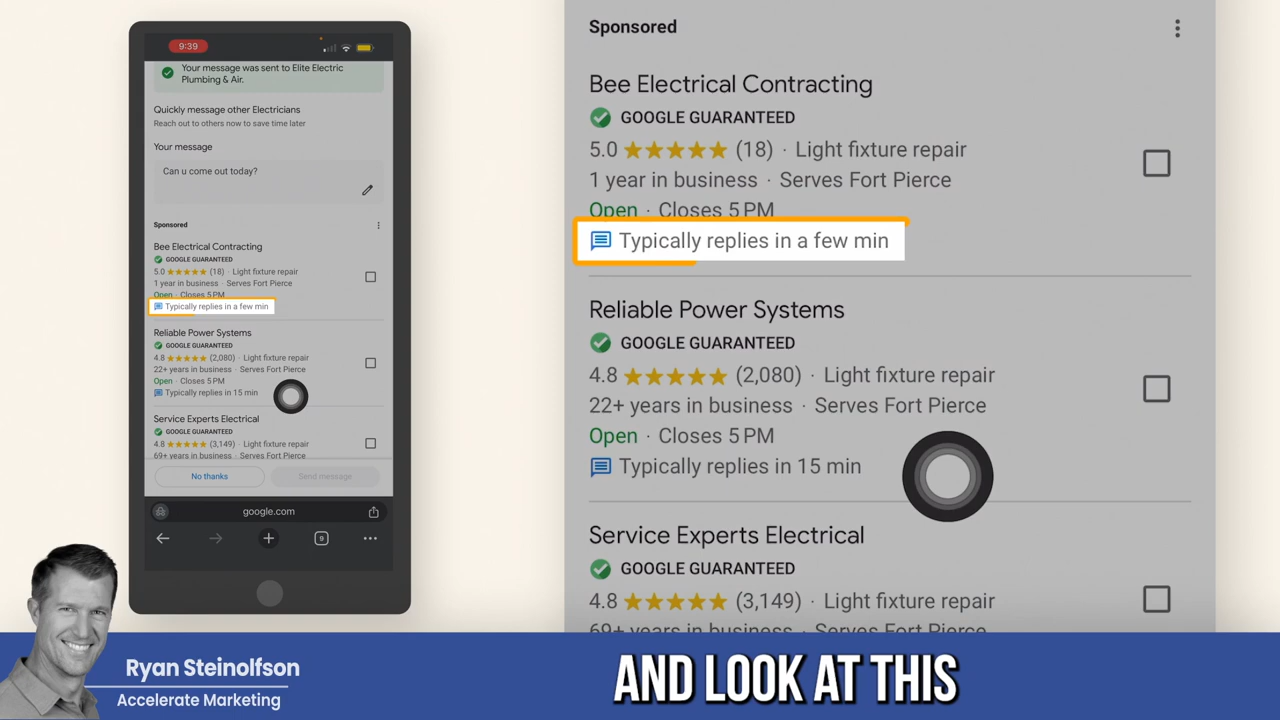 9:39
Your message was sent to Elite Electric
Plumbing & Air.
Quickly message other Electricians
Reach out to others now to save time later
Your message
Can u come out today?
Sponsored
Bee Electrical Contracting
GOOGLE GUARANTEED
5.0 ★★★★★ (18) · Light fixture repair
1 year in business · Serves Fort Pierce
Open · Closes 5 PM
Typically replies in a few min
Reliable Power Systems
GOOGLE GUARANTEED
4.8 ★★★★★ (2,080) · Light fixture repair
22+ years in business · Serves Fort Pierce
Open · Closes 5 PM
Typically replies in 15 min
Service Experts Electrical
GOOGLE GUARANTEED
4.8 ★★★★★ (3,149) · Light fixture repair
69+ years in business · Serves Fort Pierce
No thanks
Send message
google.com
9
Sponsored
Bee Electrical Contracting
GOOGLE GUARANTEED
5.0 ★★★★★ (18) · Light fixture repair
1 year in business · Serves Fort Pierce
Open · Closes 5 PM
Typically replies in a few min
Reliable Power Systems
GOOGLE GUARANTEED
4.8 ★★★★★ (2,080) · Light fixture repair
22+ years in business · Serves Fort Pierce
Open · Closes 5 PM
Typically replies in 15 min
Service Experts Electrical
GOOGLE GUARANTEED
4.8 ★★★★★ (3,149) · Light fixture repair
69+ years in business · Serves Fort Pierce
Ryan Steinolfson
Accelerate Marketing
AND LOOK AT THIS